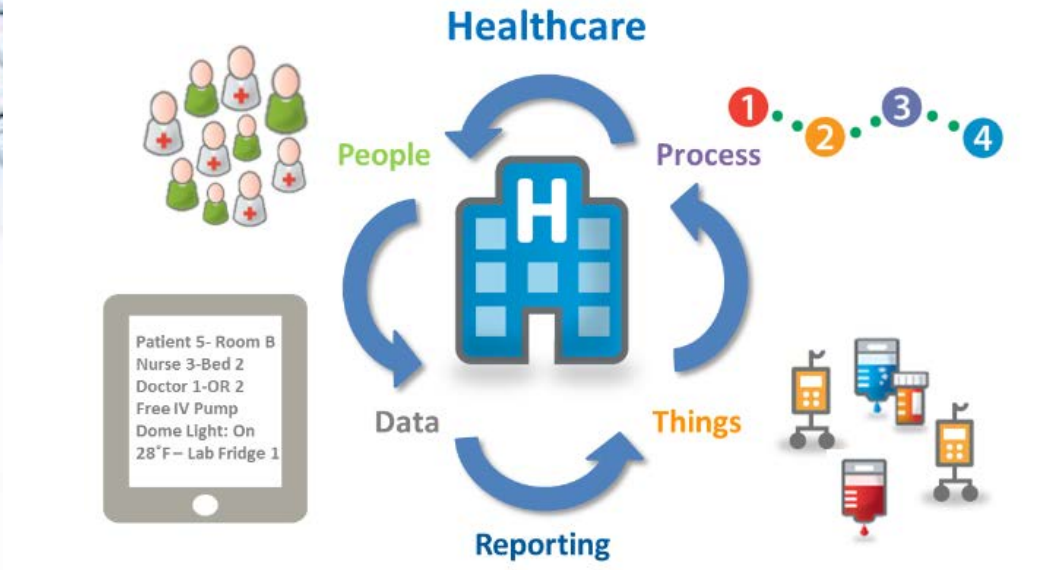 Healthcare
People
Process
1
2
3
4
H
Patient 5- Room B
Nurse 3-Bed 2
Doctor 1-OR 2
Free IV Pump
Dome Light: On
28˚F – Lab Fridge 1
Data
Things
Reporting